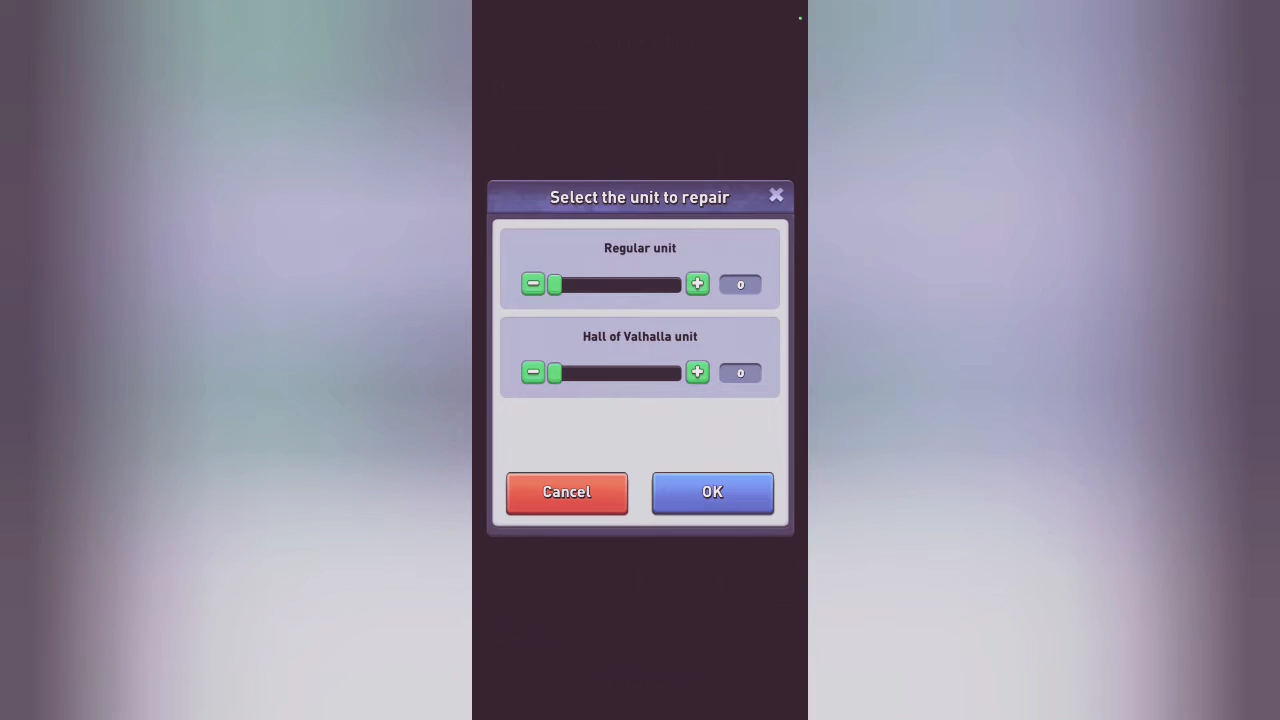 Select the unit to repair
Regular unit
0
Hall of Valhalla unit
0
Cancel
OK